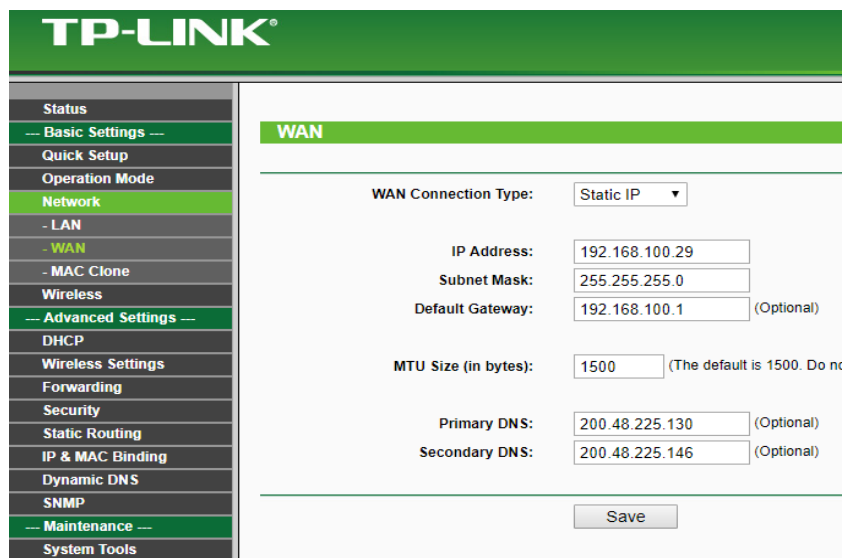 TP-LINK®
Status
--- Basic Settings ---
Quick Setup
Operation Mode
Network
- LAN
- WAN
- MAC Clone
Wireless
--- Advanced Settings ---
DHCP
Wireless Settings
Forwarding
Security
Static Routing
IP & MAC Binding
Dynamic DNS
SNMP
--- Maintenance ---
System Tools
WAN
WAN Connection Type: Static IP
IP Address: 192.168.100.29
Subnet Mask: 255.255.255.0
Default Gateway: 192.168.100.1 (Optional)
MTU Size (in bytes): 1500 (The default is 1500. Do
Primary DNS: 200.48.225.130 (Optional)
Secondary DNS: 200.48.225.146 (Optional)
Save